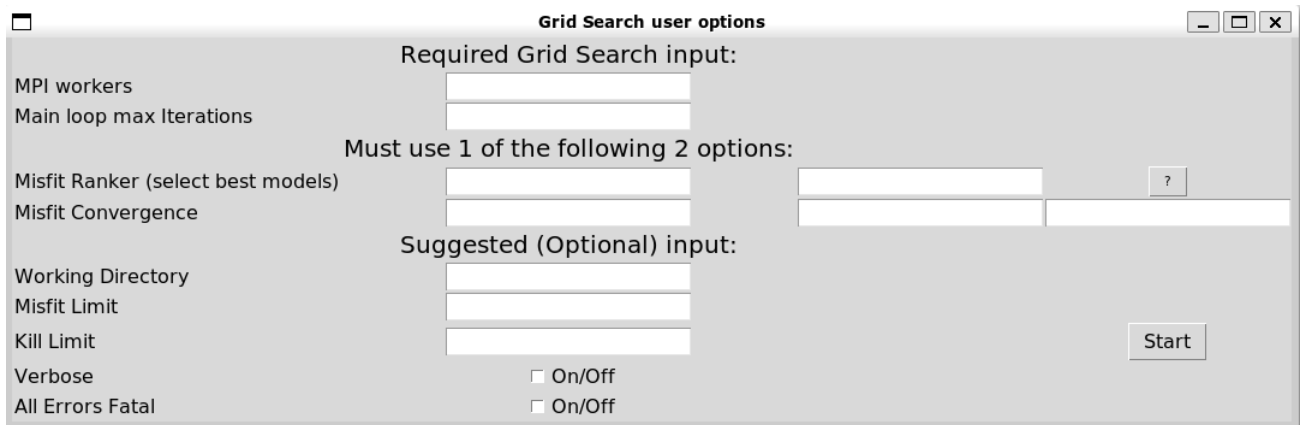 Grid Search user options
Required Grid Search input:
MPI workers
Main loop max Iterations
Must use 1 of the following 2 options:
Misfit Ranker (select best models) ?
Misfit Convergence
Suggested (Optional) input:
Working Directory
Misfit Limit
Kill Limit Start
Verbose On/Off
All Errors Fatal On/Off